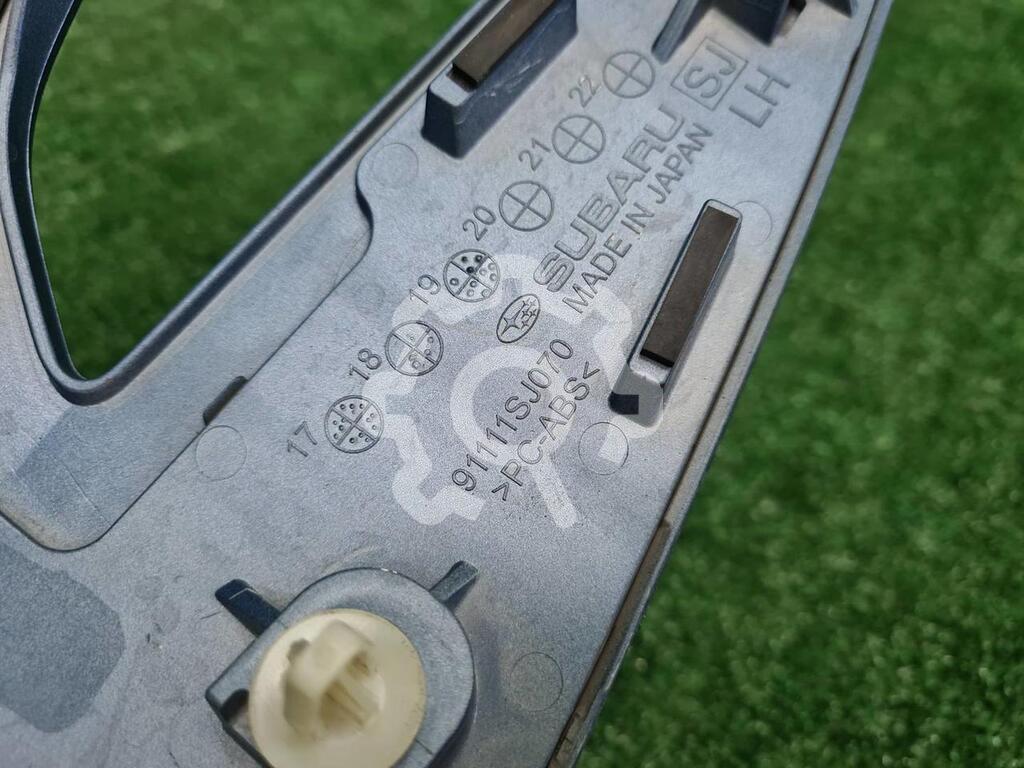 17 18 19 20 21 22
SUBARU SJ
MADE IN JAPAN LH
91111SJ070
>PC-ABS<